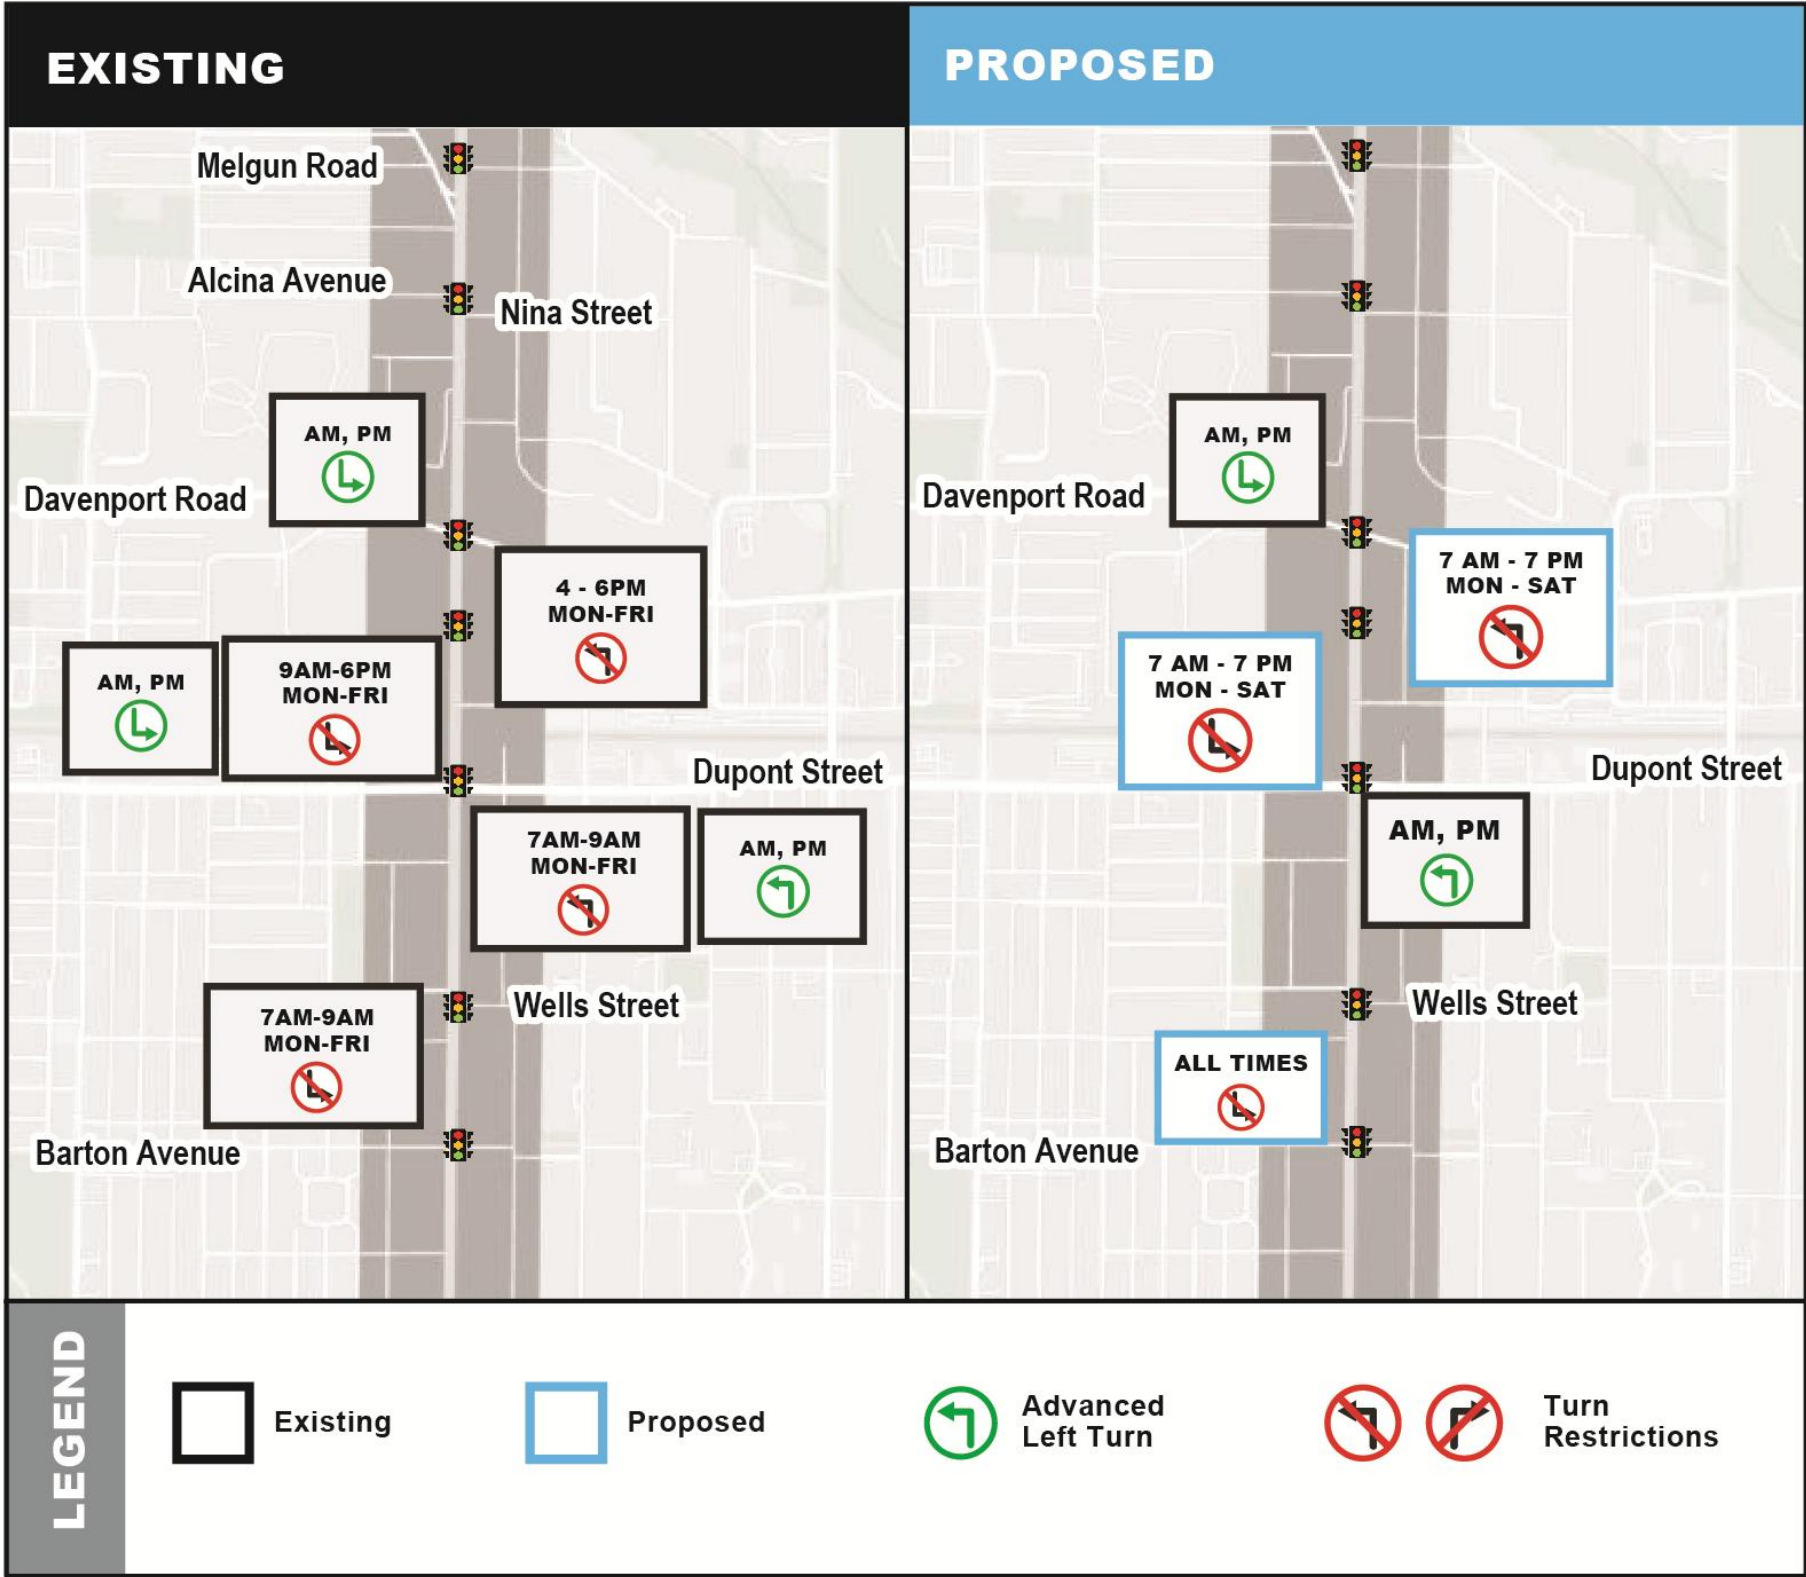 EXISTING
Melgun Road
Alcina Avenue
Nina Street
AM, PM
Davenport Road
4 - 6PM
MON-FRI
AM, PM
9AM-6PM
MON-FRI
Dupont Street
7AM-9AM
MON-FRI
AM, PM
7AM-9AM
MON-FRI
Wells Street
Barton Avenue
PROPOSED
AM, PM
Davenport Road
7 AM - 7 PM
MON - SAT
7 AM - 7 PM
MON - SAT
Dupont Street
AM, PM
Wells Street
ALL TIMES
Barton Avenue
LEGEND
Existing
Proposed
Advanced
Left Turn
Turn
Restrictions